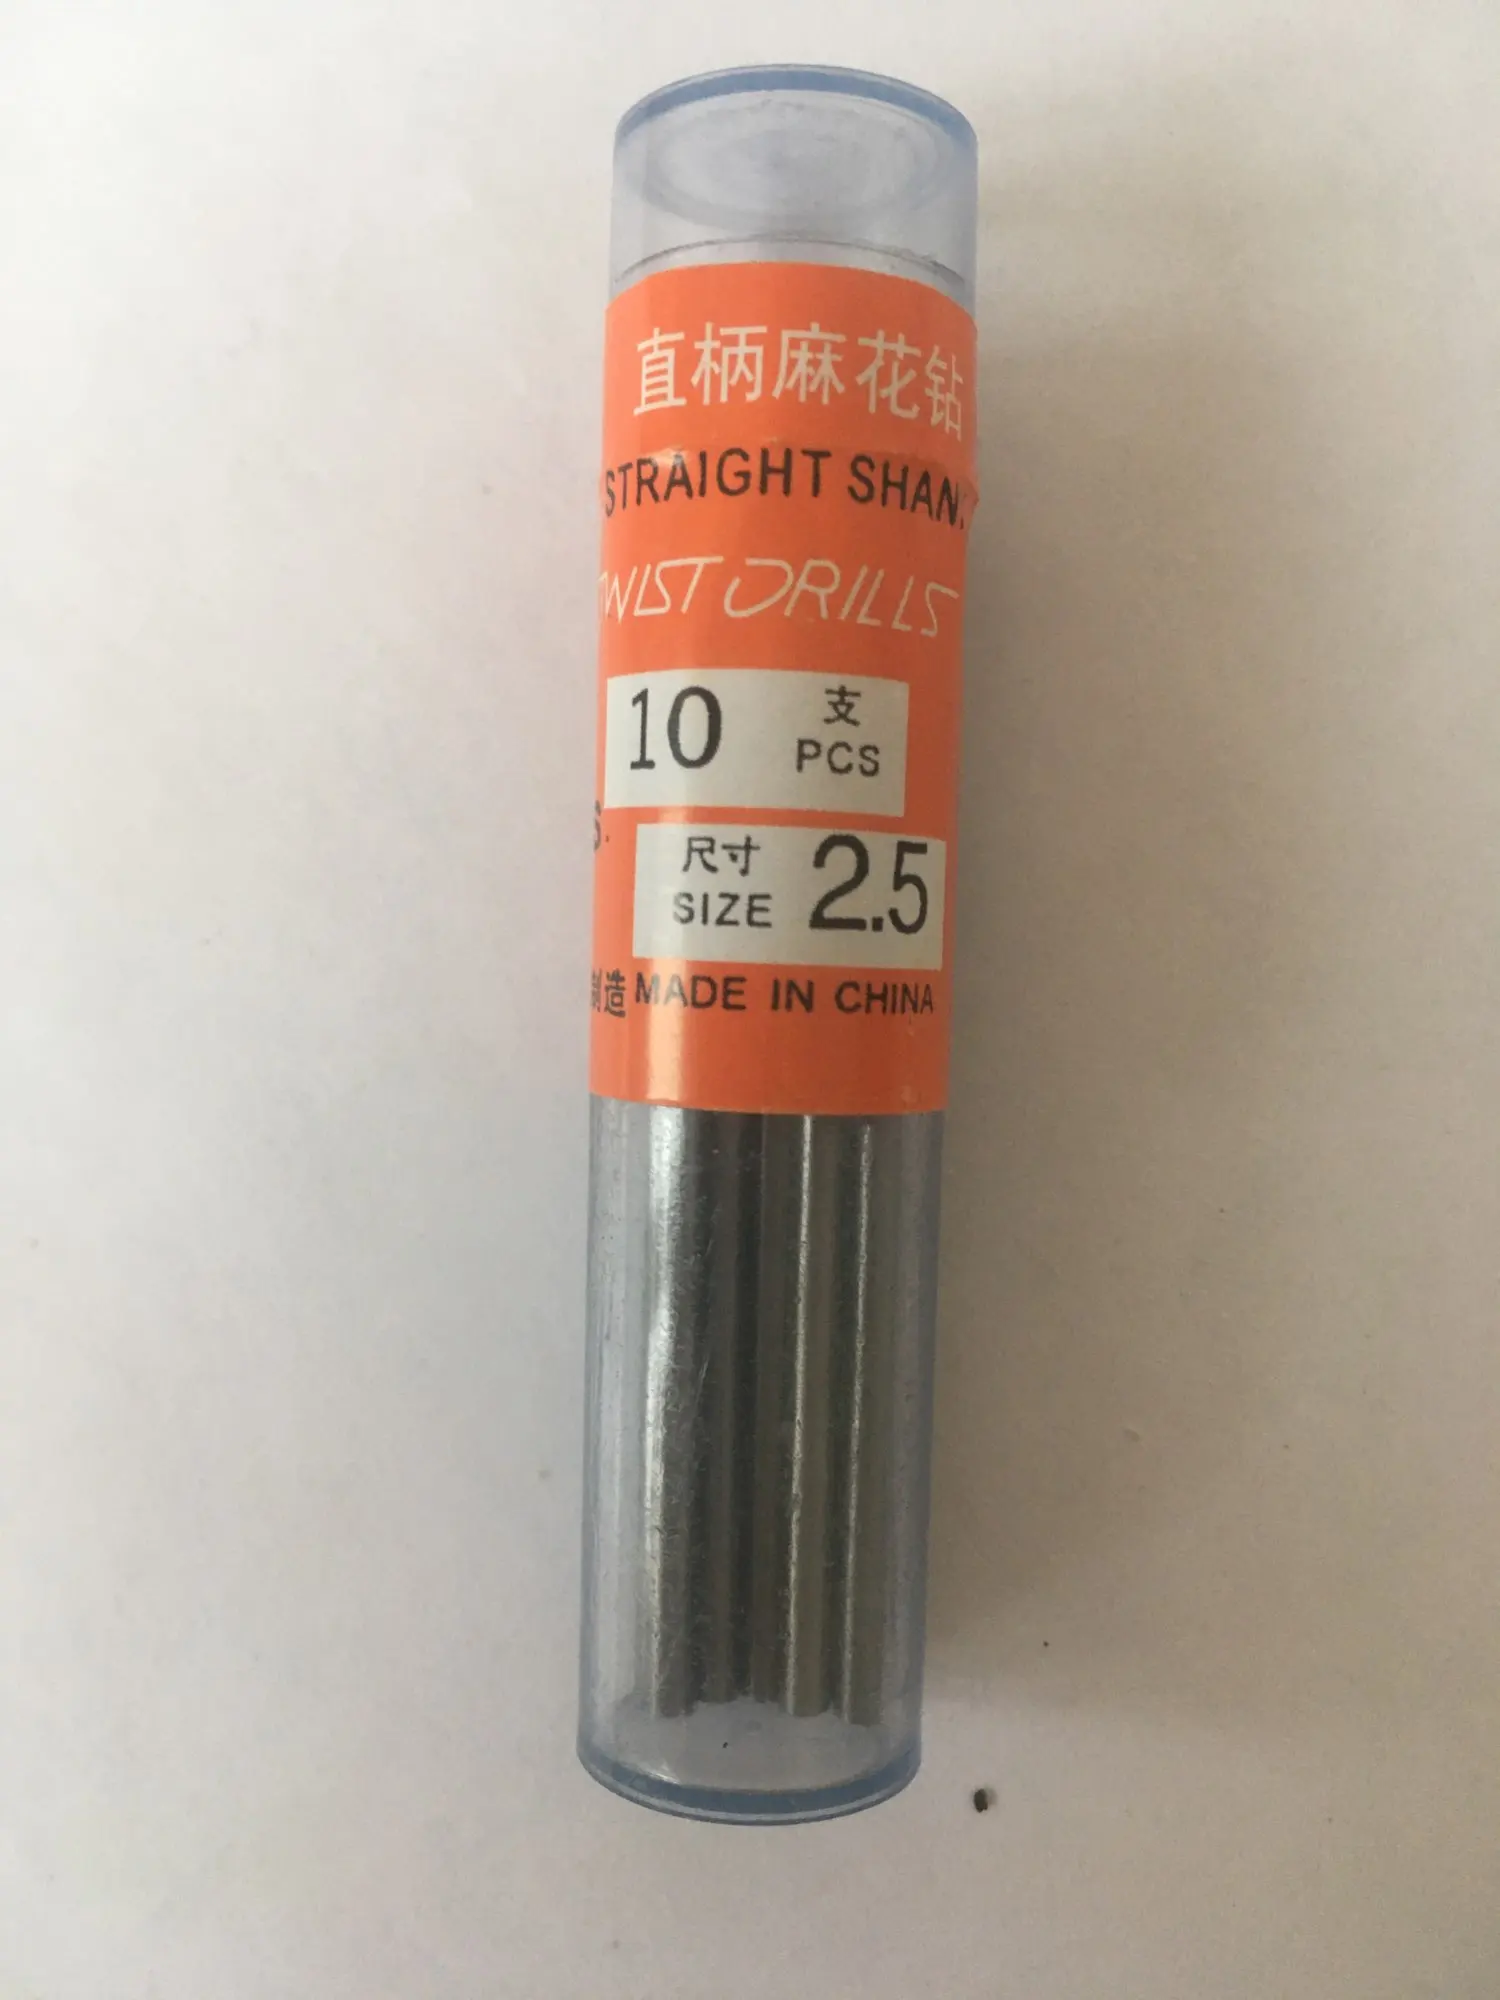 直柄麻花钻
STRAIGHT SHAN
TWIST DRILLS
10 支
PCS
尺寸
SIZE 2.5
制造 MADE IN CHINA